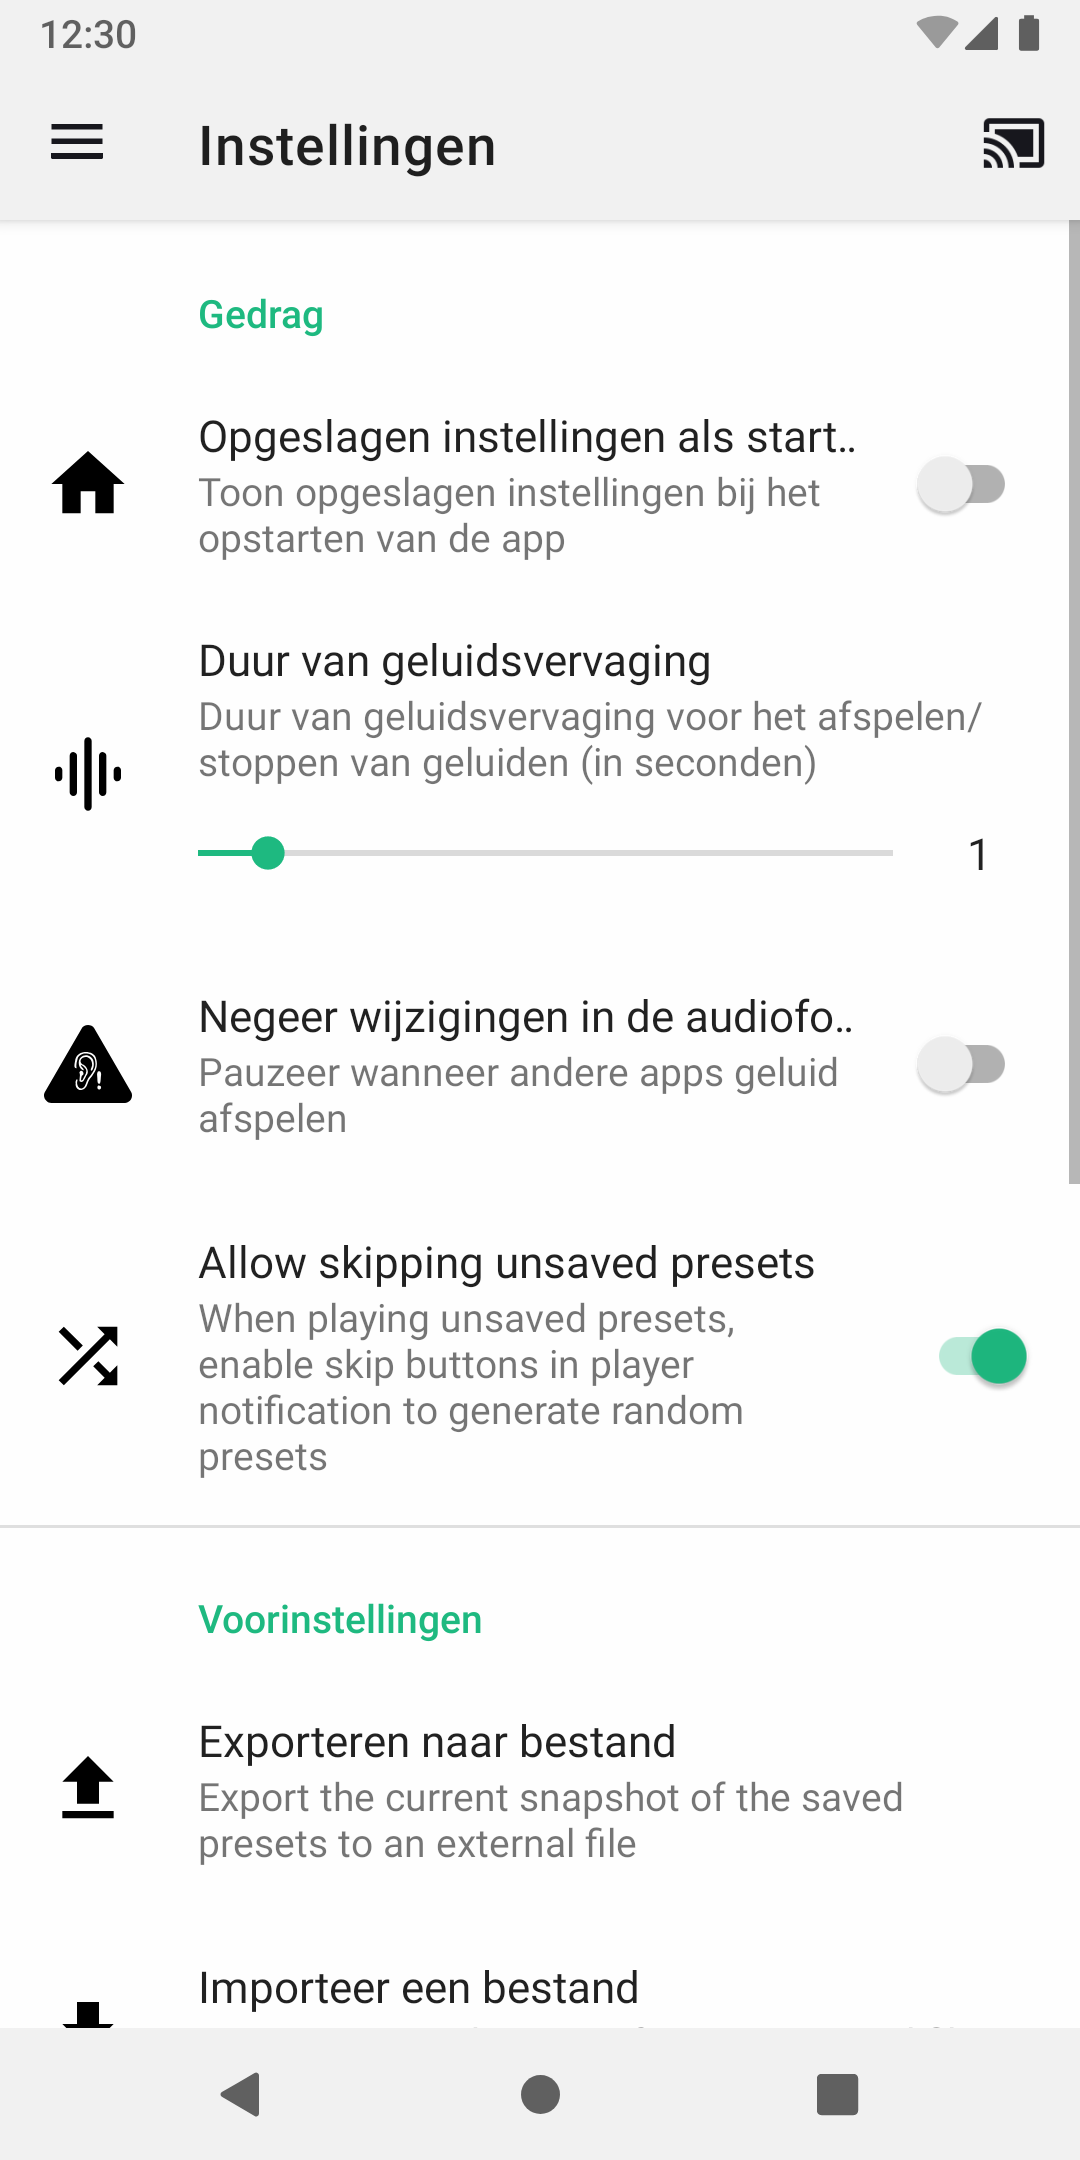 12:30
Instellingen
Gedrag
Opgeslagen instellingen als start..
Toon opgeslagen instellingen bij het
opstarten van de app
Duur van geluidsvervaging
Duur van geluidsvervaging voor het afspelen/
stoppen van geluiden (in seconden)
1
Negeer wijzigingen in de audiofo..
Pauzeer wanneer andere apps geluid
afspelen
Allow skipping unsaved presets
When playing unsaved presets,
enable skip buttons in player
notification to generate random
presets
Voorinstellingen
Exporteren naar bestand
Export the current snapshot of the saved
presets to an external file
Importeer een bestand